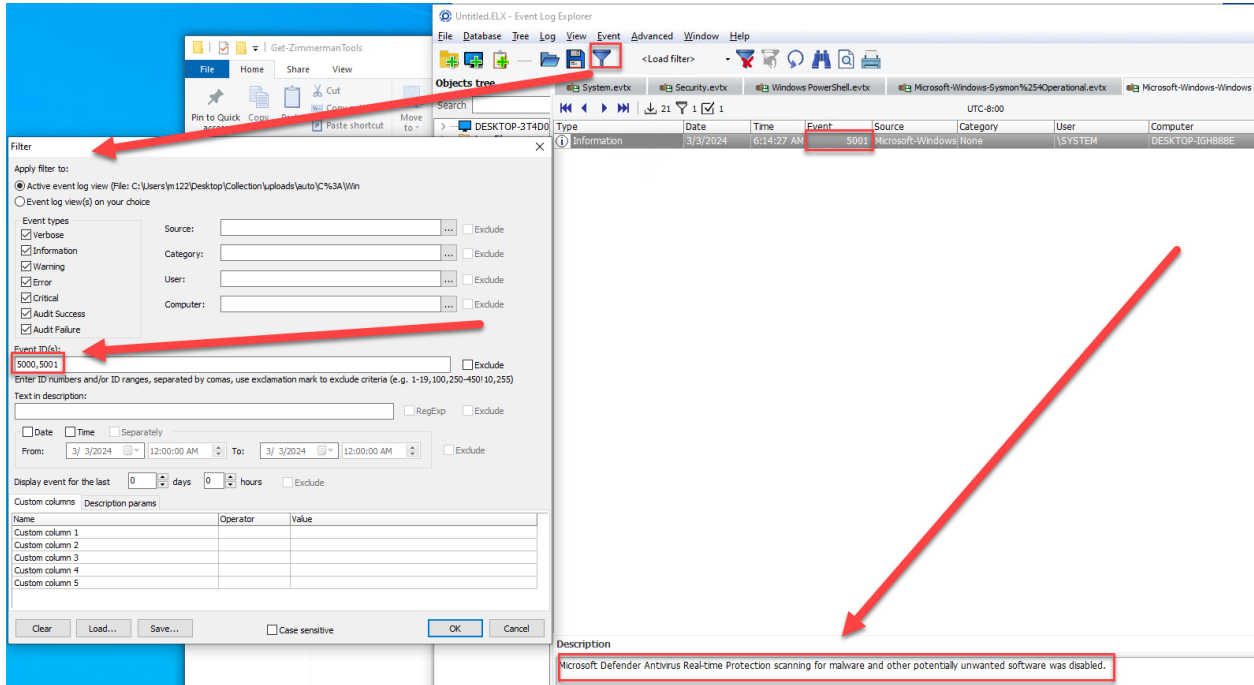 Untitled.ELX - Event Log Explorer
File Database Tree Log View Event Advanced Window Help
<Load filter>
Get-ZimmermanTools
File Home Share View
Pin to Quick access
Copy
Cut
Paste shortcut
Move to
Objects tree
Search
DESKTOP-3T4D0
System.evtx Security.evtx Windows PowerShell.evtx Microsoft-Windows-Sysmon%254Operational.evtx Microsoft-Windows-Windows
21 1 1 UTC-8:00
Type Date Time Event Source Category User Computer
Information 3/3/2024 6:14:27 AM 5001 Microsoft-Windows None \SYSTEM DESKTOP-IGH888E
Filter
Apply filter to:
Active event log view (File: C:\Users\m122\Desktop\Collection\uploads\auto\C%3A\Win
Event log view(s) on your choice
Event types
Verbose
Information
Warning
Error
Critical
Audit Success
Audit Failure
Source: ... Exclude
Category: ... Exclude
User: ... Exclude
Computer: ... Exclude
Event ID(s):
5000,5001 Exclude
Enter ID numbers and/or ID ranges, separated by comas, use exclamation mark to exclude criteria (e.g. 1-19,100,250-450!10,255)
Text in description:
RegExp Exclude
Date Time Separately
From: 3/ 3/2024 12:00:00 AM To: 3/ 3/2024 12:00:00 AM Exclude
Display event for the last 0 days 0 hours Exclude
Custom columns Description params
Name Operator Value
Custom column 1
Custom column 2
Custom column 3
Custom column 4
Custom column 5
Clear Load... Save... Case sensitive OK Cancel
Description
Microsoft Defender Antivirus Real-time Protection scanning for malware and other potentially unwanted software was disabled.